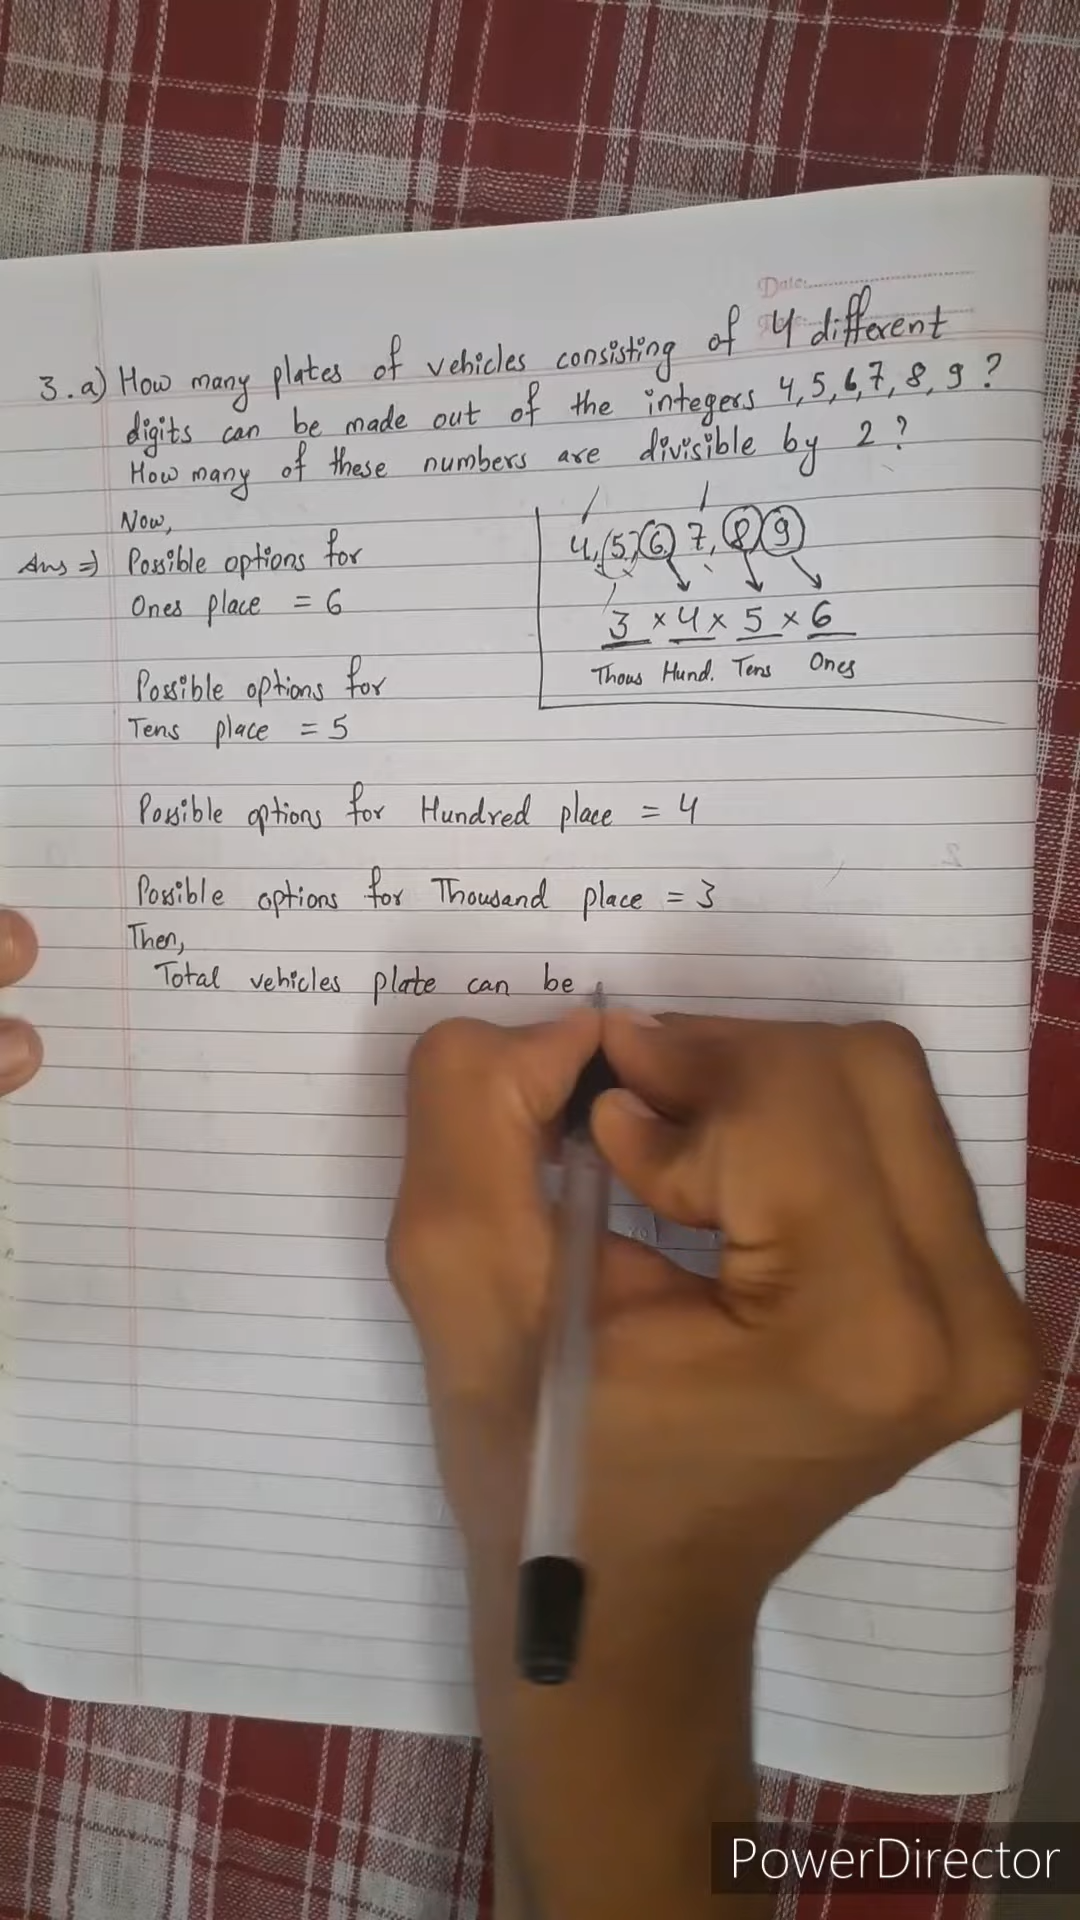 Date:
3. a) How many plates of vehicles consisting of 4 different
digits can be made out of the integers 4, 5, 6, 7, 8, 9 ?
How many of these numbers are divisible by 2 ?
Now,
Ans ⇒ Possible options for
Ones place = 6
4, 5, 6, 7, 8, 9
3 × 4 × 5 × 6
Thous Hund. Tens Ones
Possible options for
Tens place = 5
Possible options for Hundred place = 4
Possible options for Thousand place = 3
Then,
Total vehicles plate can be
PowerDirector